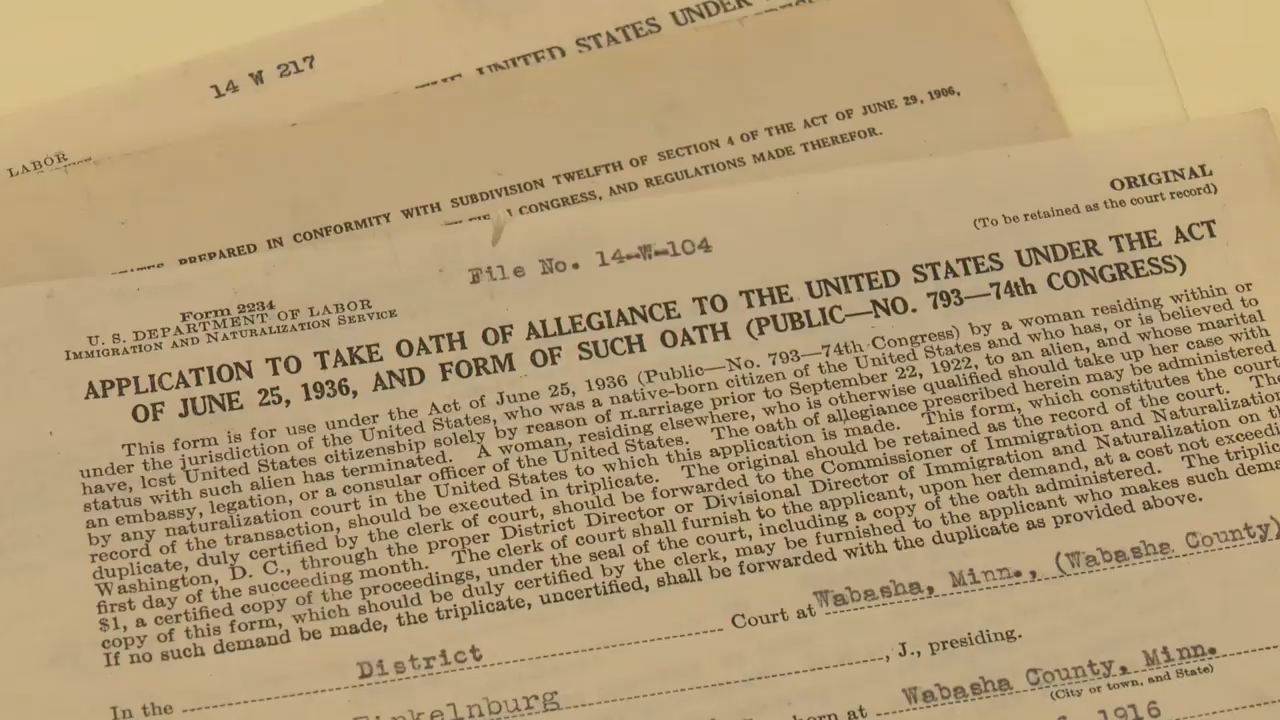 14 W 217
UNITED STATES UNDER
LABOR
PREPARED IN CONFORMITY WITH SUBDIVISION TWELFTH OF SECTION 4 OF THE ACT OF JUNE 29, 1906,
CONGRESS, AND REGULATIONS MADE THEREFOR.
ORIGINAL
(To be retained as the court record)
File No. 14-W-104
Form 2234
U. S. DEPARTMENT OF LABOR
IMMIGRATION AND NATURALIZATION SERVICE
APPLICATION TO TAKE OATH OF ALLEGIANCE TO THE UNITED STATES UNDER THE ACT
OF JUNE 25, 1936, AND FORM OF SUCH OATH (PUBLIC—NO. 793—74th CONGRESS)
This form is for use under the Act of June 25, 1936 (Public—No. 793—74th Congress) by a woman residing within or
under the jurisdiction of the United States, who was a native-born citizen of the United States and who has, or is believed to
have, lost United States citizenship solely by reason of marriage prior to September 22, 1922, to an alien, and whose marital
status with such alien has terminated. A woman, residing elsewhere, who is otherwise qualified should take up her case with
an embassy, legation, or a consular officer of the United States. The oath of allegiance prescribed herein may be administered
by any naturalization court in the United States to which this application is made. This form, which constitutes the court
record of the transaction, should be executed in triplicate. The original should be retained as the record of the court. The
duplicate, duly certified by the clerk of court, should be forwarded to the Commissioner of Immigration and Naturalization
Washington, D. C., through the proper District Director or Divisional Director of Immigration and Naturalization on
first day of the succeeding month. The clerk of court shall furnish to the applicant, upon her demand, at a cost not
$1, a certified copy of the proceedings, under the seal of the court, including a copy of the oath administered. The
copy of this form, which should be duly certified by the clerk, may be furnished to the applicant who makes such
If no such demand be made, the triplicate, uncertified, shall be forwarded with the duplicate as provided above.
In the District Court at Wabasha, Minn., (Wabasha County)
J., presiding.
at Wabasha County, Minn.
(City or town, and State)
1916